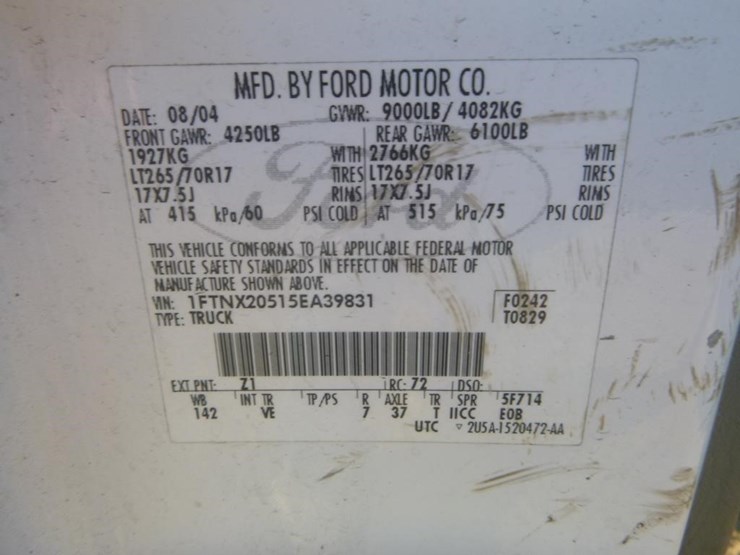 MFD. BY FORD MOTOR CO.
DATE: 08/04 GVWR: 9000LB/ 4082KG
FRONT GAWR: 4250LB REAR GAWR: 6100LB
1927KG WITH 2766KG WITH
LT265/70R17 TIRES LT265/70R17 TIRES
17X7.5J RIMS 17X7.5J RIMS
AT 415 kPa/60 PSI COLD AT 515 kPa/75 PSI COLD
Ford
THIS VEHICLE CONFORMS TO ALL APPLICABLE FEDERAL MOTOR
VEHICLE SAFETY STANDARDS IN EFFECT ON THE DATE OF
MANUFACTURE SHOWN ABOVE.
VIN: 1FTNX20515EA39831 F0242
TYPE: TRUCK T0829
EXT PNT: Z1 RC: 72 DSO:
WB INT TR TP/PS R AXLE TR SPR 5F714
142 VE 7 37 T IICC EOB
UTC ▿ 2U5A-1520472-AA